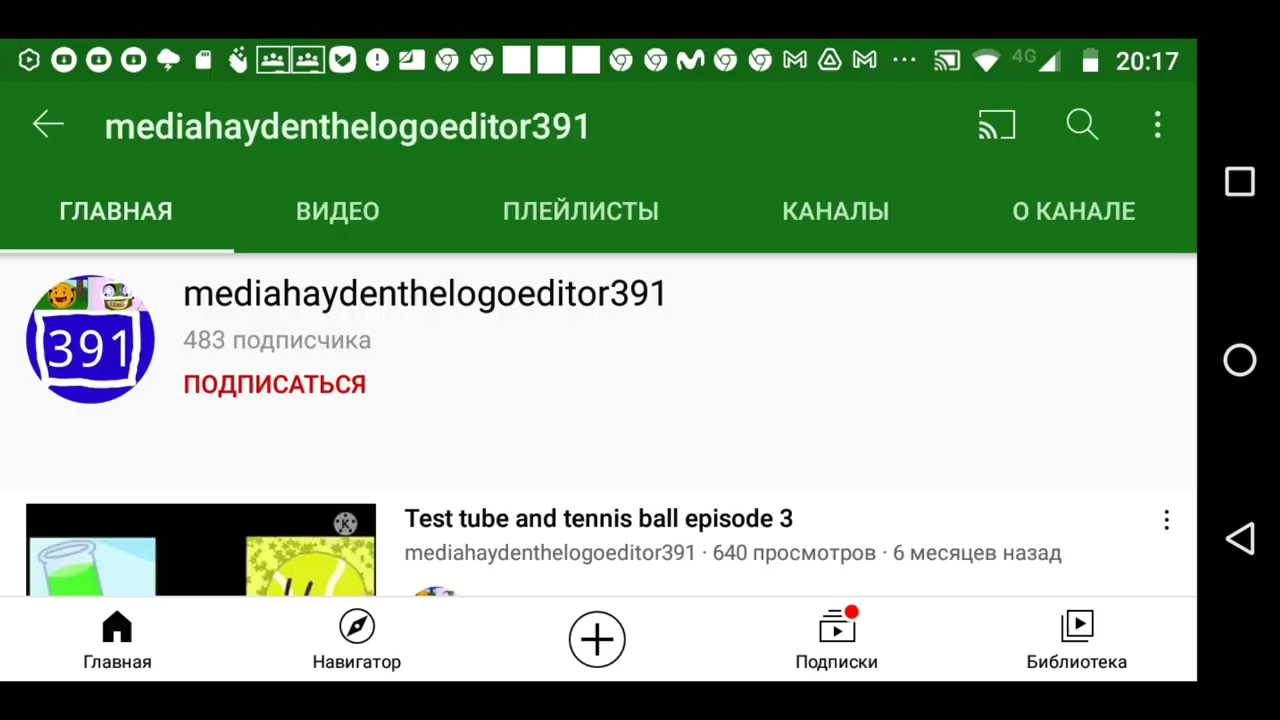 4G 20:17
mediahaydenthelogoeditor391
ГЛАВНАЯ ВИДЕО ПЛЕЙЛИСТЫ КАНАЛЫ О КАНАЛЕ
391
mediahaydenthelogoeditor391
483 подписчика
ПОДПИСАТЬСЯ
K
Test tube and tennis ball episode 3
mediahaydenthelogoeditor391 · 640 просмотров · 6 месяцев назад
Главная Навигатор Подписки Библиотека